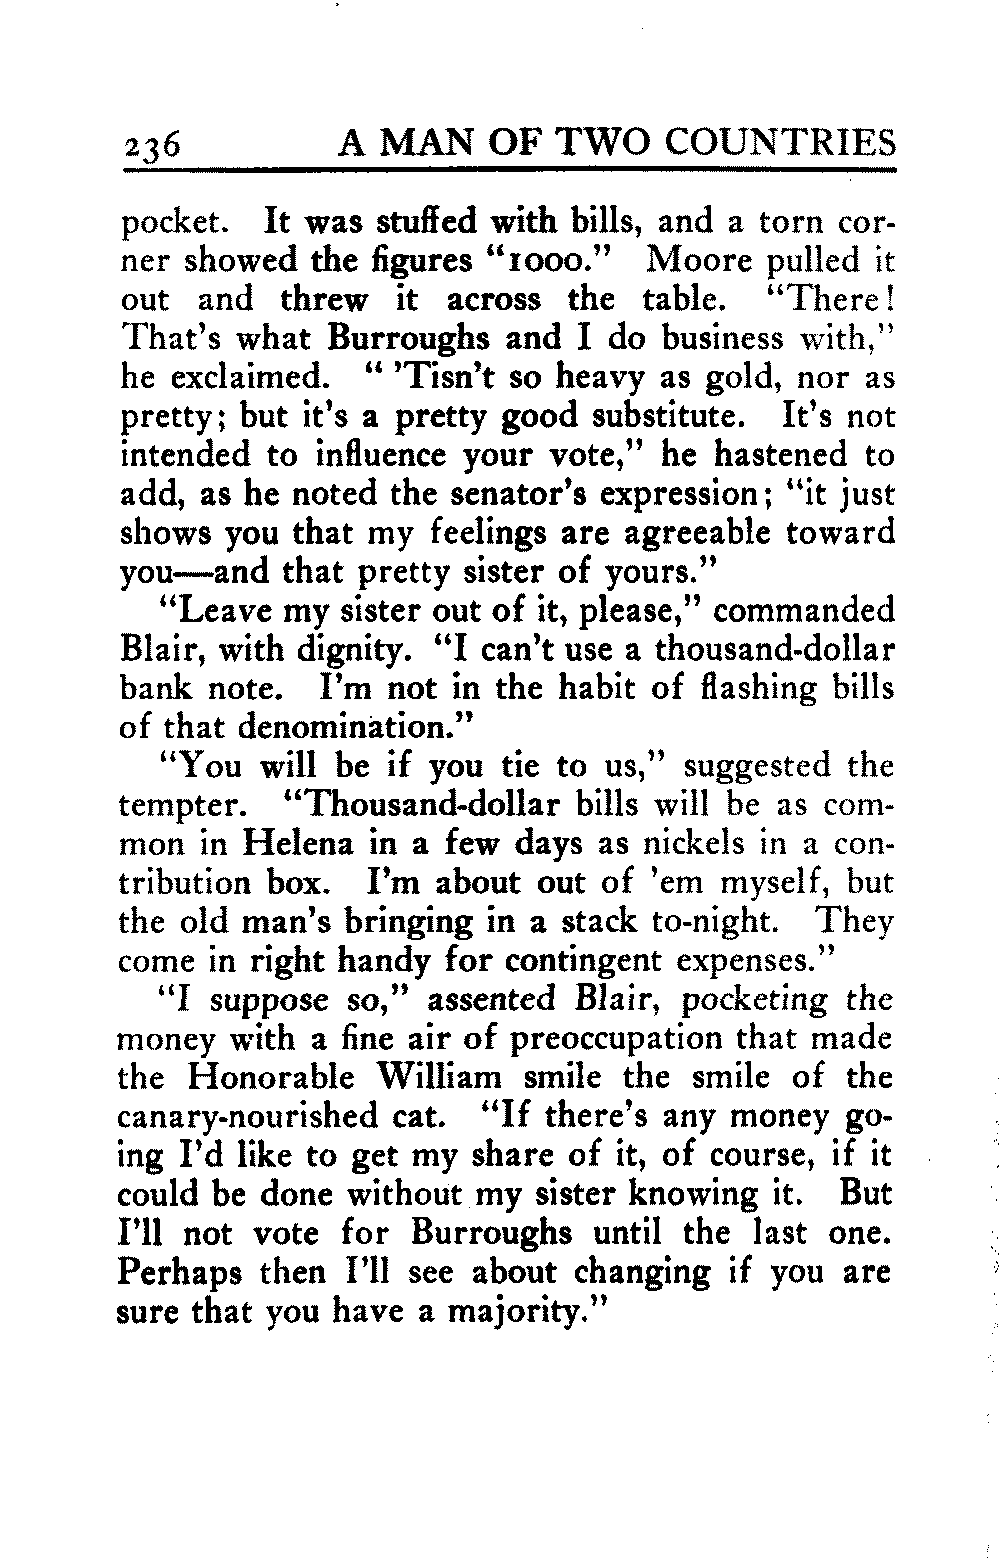 236 A MAN OF TWO COUNTRIES
pocket. It was stuffed with bills, and a torn cor-
ner showed the figures “1000.” Moore pulled it
out and threw it across the table. “There!
That’s what Burroughs and I do business with,”
he exclaimed. “ ’Tisn’t so heavy as gold, nor as
pretty; but it’s a pretty good substitute. It’s not
intended to influence your vote,” he hastened to
add, as he noted the senator’s expression; “it just
shows you that my feelings are agreeable toward
you—and that pretty sister of yours.”
“Leave my sister out of it, please,” commanded
Blair, with dignity. “I can’t use a thousand-dollar
bank note. I’m not in the habit of flashing bills
of that denomination.”
“You will be if you tie to us,” suggested the
tempter. “Thousand-dollar bills will be as com-
mon in Helena in a few days as nickels in a con-
tribution box. I’m about out of ’em myself, but
the old man’s bringing in a stack to-night. They
come in right handy for contingent expenses.”
“I suppose so,” assented Blair, pocketing the
money with a fine air of preoccupation that made
the Honorable William smile the smile of the
canary-nourished cat. “If there’s any money go-
ing I’d like to get my share of it, of course, if it
could be done without my sister knowing it. But
I’ll not vote for Burroughs until the last one.
Perhaps then I’ll see about changing if you are
sure that you have a majority.”